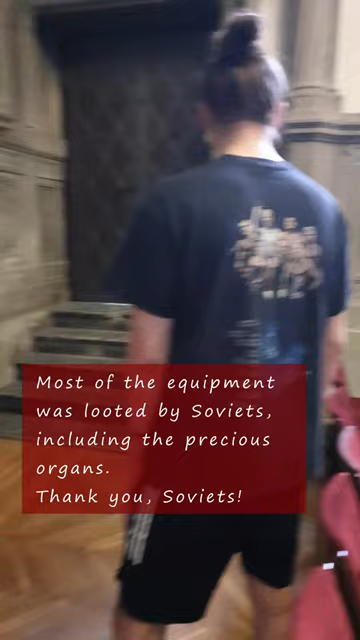 Most of the equipment
was looted by Soviets,
including the precious
organs.
Thank you, Soviets!